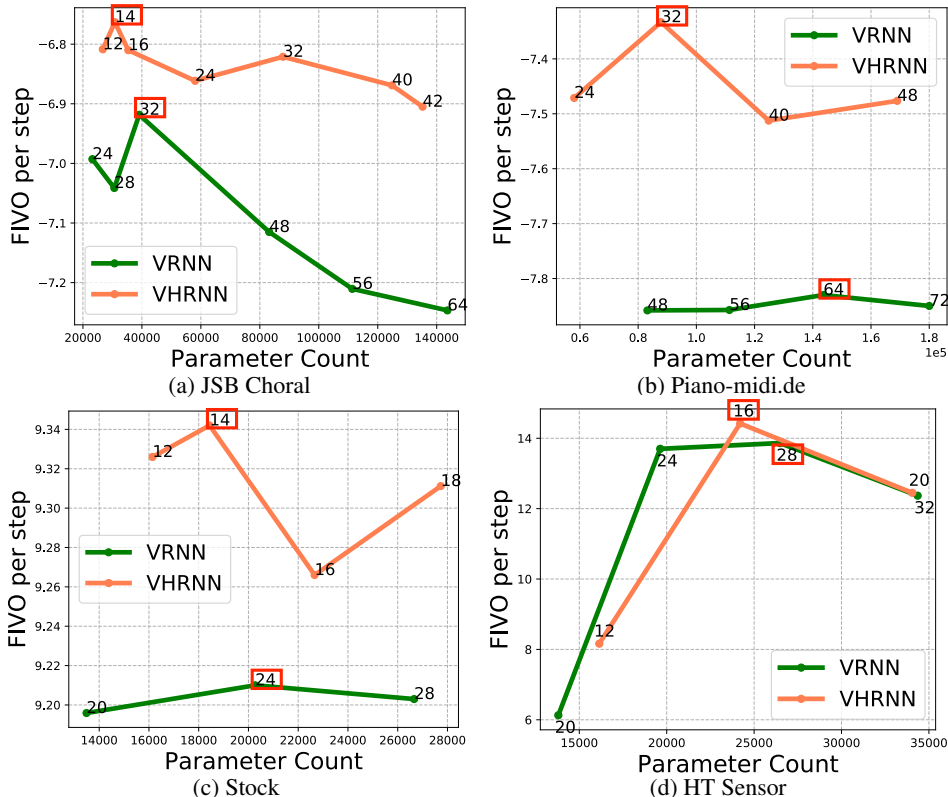 14
12 16
−6.8
32
24
40
42
−6.9
32
24
−7.0
28
−7.1
48
56
−7.2
64
FIVO per step
VRNN
VHRNN
20000 40000 60000 80000 100000 120000 140000
Parameter Count
(a) JSB Choral
32
VRNN
VHRNN
−7.4
24
48
−7.5
40
−7.6
−7.7
−7.8
64
48
56
72
FIVO per step
0.6 0.8 1.0 1.2 1.4 1.6 1.8
1e5
Parameter Count
(b) Piano-midi.de
9.34
14
12
9.32
18
9.30
9.28
VRNN
VHRNN
16
9.26
9.24
9.22
24
28
9.20
20
FIVO per step
14000 16000 18000 20000 22000 24000 26000 28000
Parameter Count
(c) Stock
16
14
24
28
20
12
32
10
12
8
6
20
FIVO per step
VRNN
VHRNN
15000 20000 25000 30000 35000
Parameter Count
(d) HT Sensor